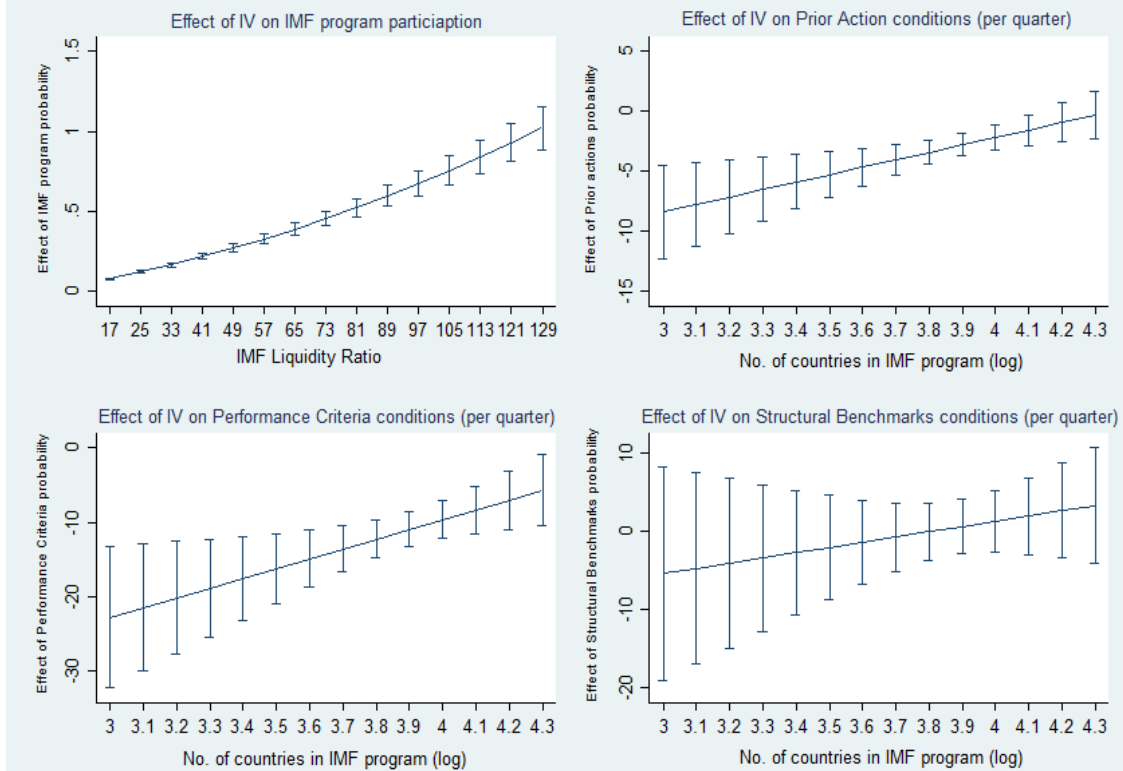 Effect of IV on IMF program particiaption
Effect of IMF program probability
1.5
1
.5
0
17 25 33 41 49 57 65 73 81 89 97 105 113 121 129
IMF Liquidity Ratio
Effect of IV on Prior Action conditions (per quarter)
Effect of Prior actions probability
5
0
-5
-10
-15
3 3.1 3.2 3.3 3.4 3.5 3.6 3.7 3.8 3.9 4 4.1 4.2 4.3
No. of countries in IMF program (log)
Effect of IV on Performance Criteria conditions (per quarter)
Effect of Performance Criteria probability
0
-10
-20
-30
3 3.1 3.2 3.3 3.4 3.5 3.6 3.7 3.8 3.9 4 4.1 4.2 4.3
No. of countries in IMF program (log)
Effect of IV on Structural Benchmarks conditions (per quarter)
Effect of Structural Benchmarks probability
10
0
-10
-20
3 3.1 3.2 3.3 3.4 3.5 3.6 3.7 3.8 3.9 4 4.1 4.2 4.3
No. of countries in IMF program (log)